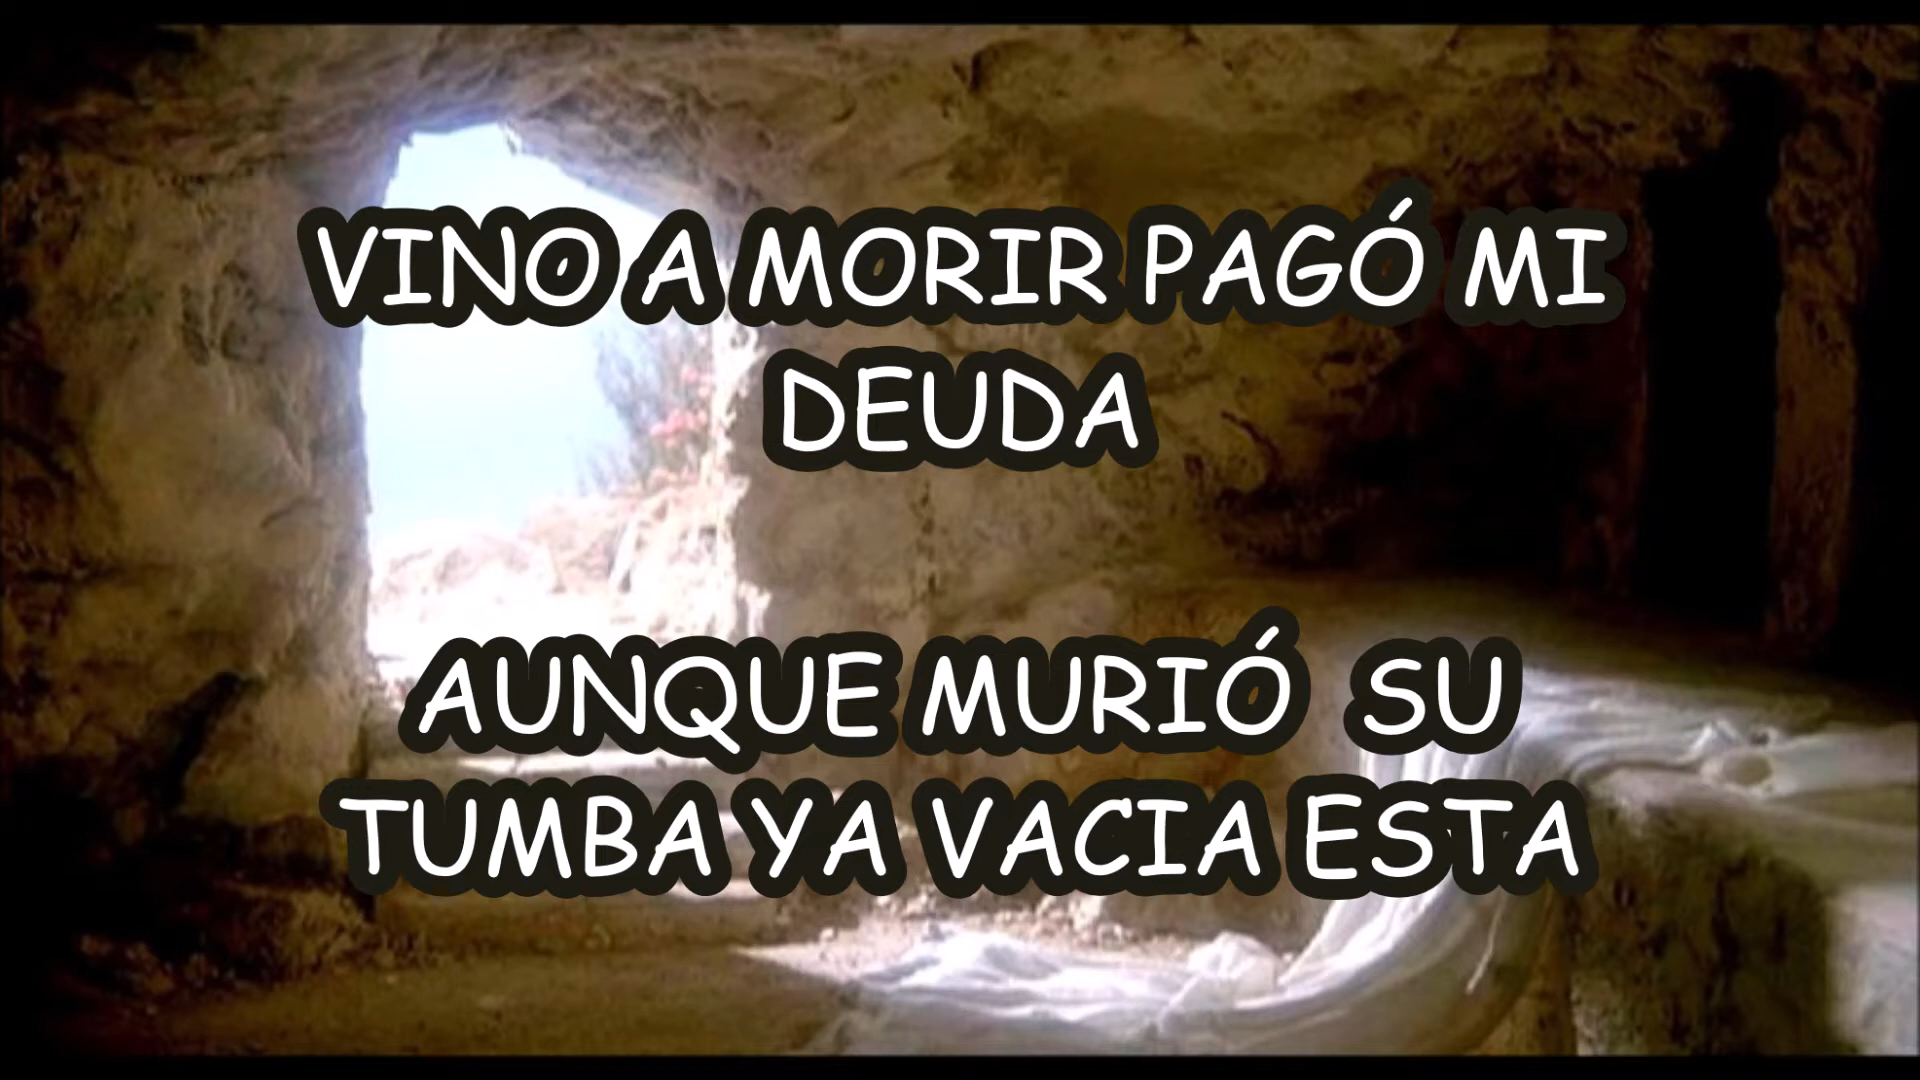 VINO A MORIR PAGÓ MI
DEUDA
AUNQUE MURIÓ SU
TUMBA YA VACIA ESTA